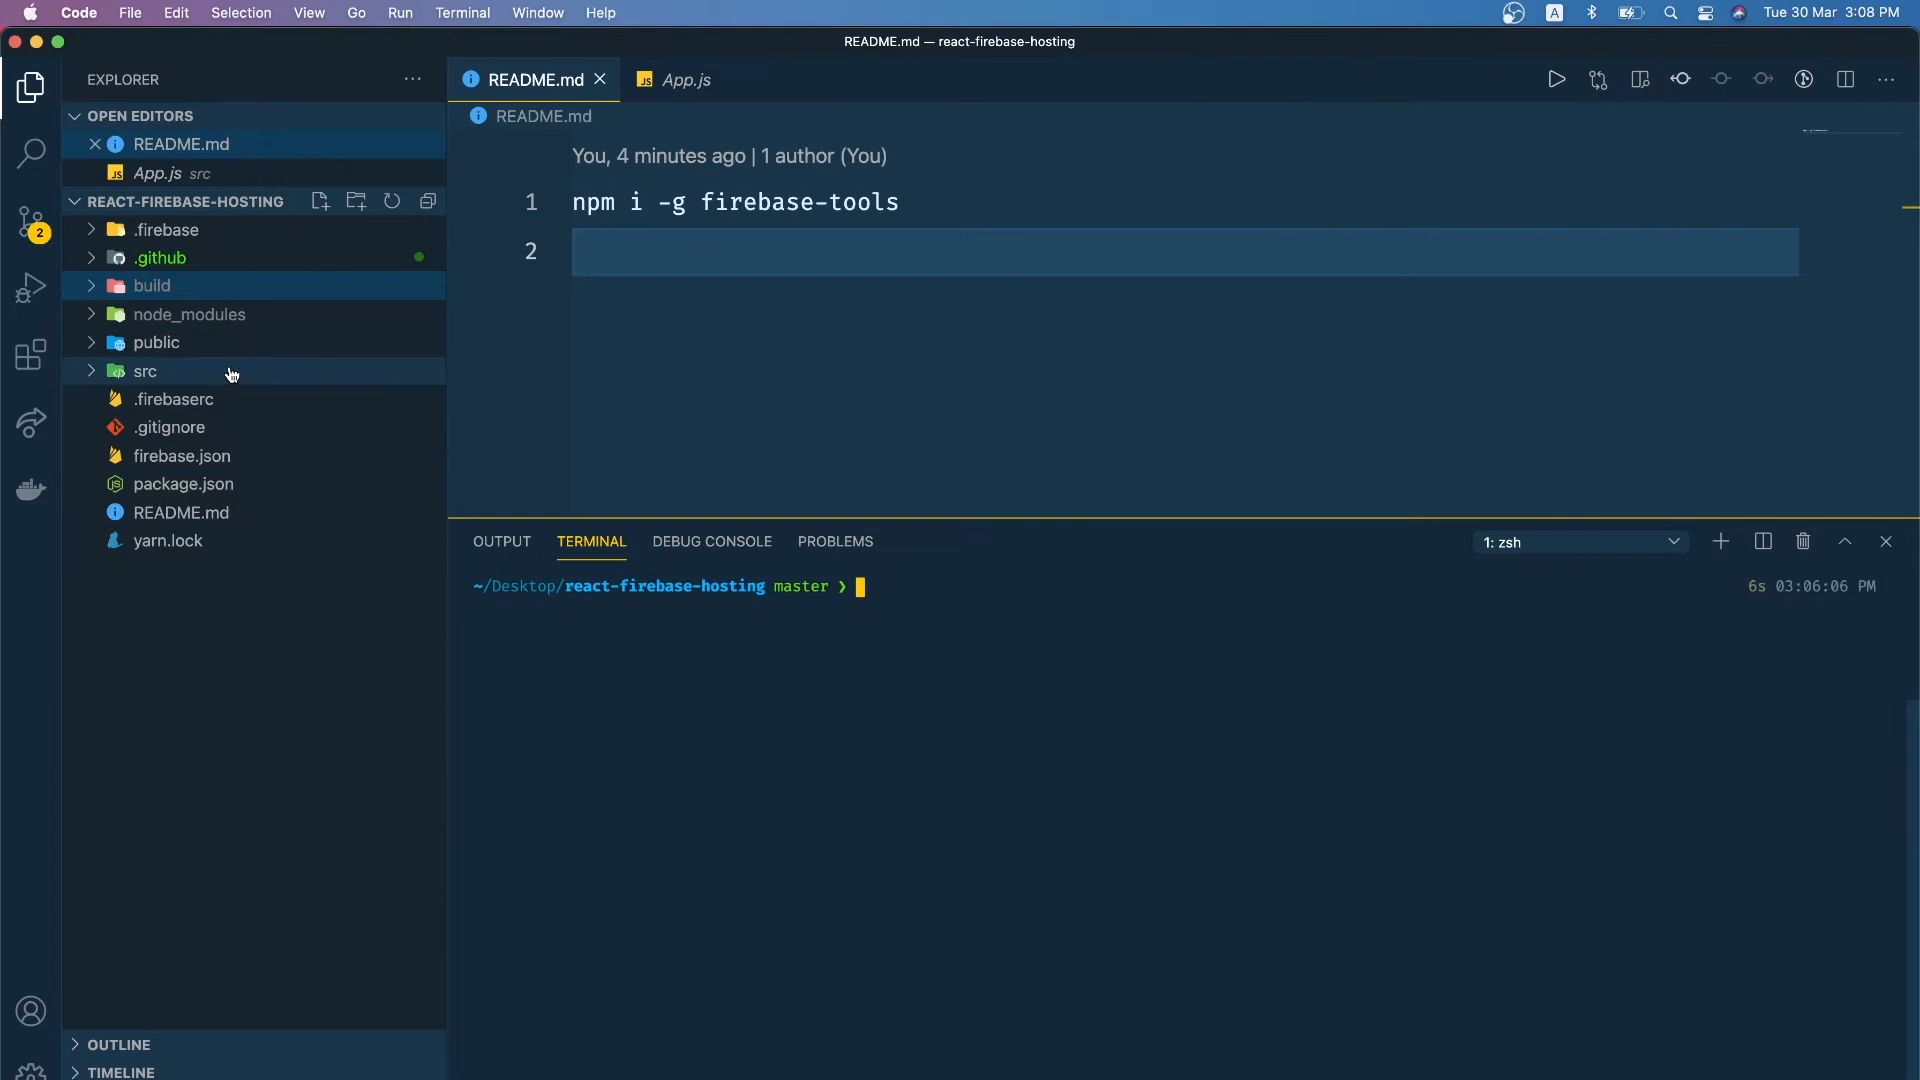 Code File Edit Selection View Go Run Terminal Window Help A Tue 30 Mar 3:08 PM
README.md — react-firebase-hosting
EXPLORER
README.md
JS App.js
OPEN EDITORS
README.md
README.md
JS App.js src
You, 4 minutes ago | 1 author (You)
REACT-FIREBASE-HOSTING
1 npm i -g firebase-tools
2
.firebase
2
.github
build
node_modules
public
src
.firebaserc
.gitignore
firebase.json
package.json
README.md
yarn.lock
OUTPUT TERMINAL DEBUG CONSOLE PROBLEMS 1: zsh
~/Desktop/react-firebase-hosting master ❯ 6s 03:06:06 PM
OUTLINE
TIMELINE